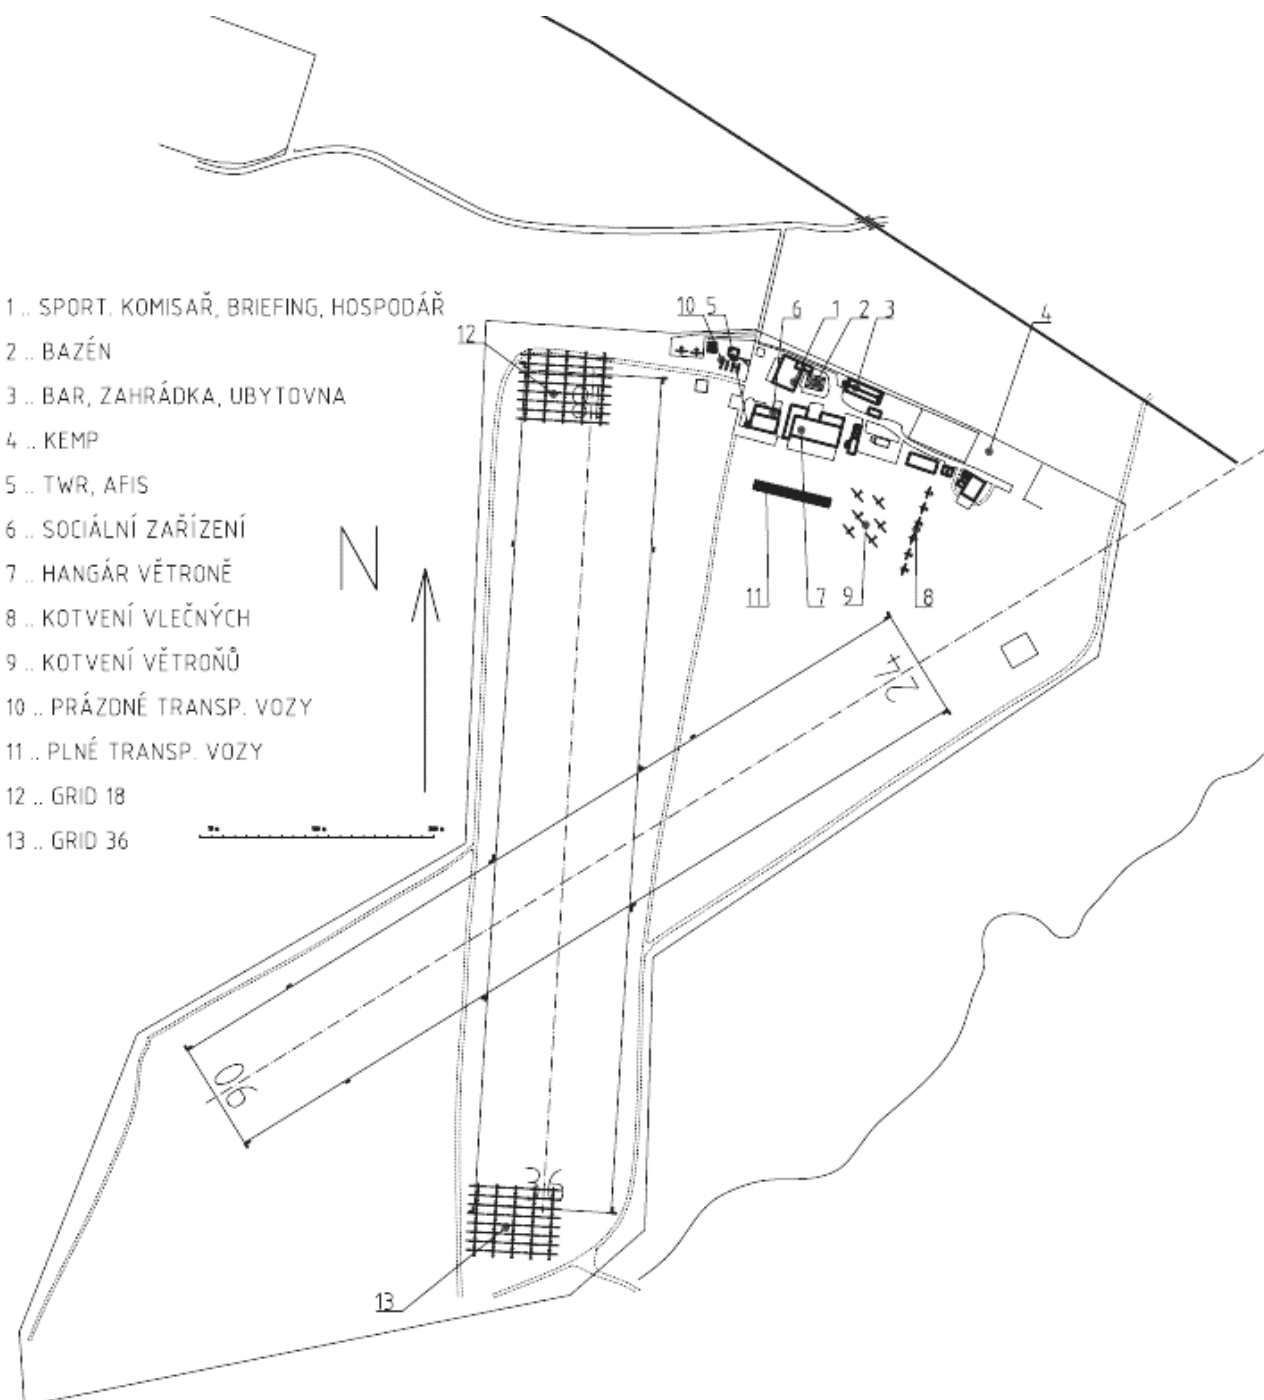 1 .. SPORT. KOMISAŘ, BRIEFING, HOSPODÁŘ
2 .. BAZÉN
3 .. BAR, ZAHRÁDKA, UBYTOVNA
4 .. KEMP
5 .. TWR, AFIS
6 .. SOCIÁLNÍ ZAŘÍZENÍ
7 .. HANGÁR VĚTRONĚ
8 .. KOTVENÍ VLEČNÝCH
9 .. KOTVENÍ VĚTROŇŮ
10 .. PRÁZDNÉ TRANSP. VOZY
11 .. PLNÉ TRANSP. VOZY
12 .. GRID 18
13 .. GRID 36
N
10 5 6 1 2 3 4
12
11 7 9 8
24
06
36
13